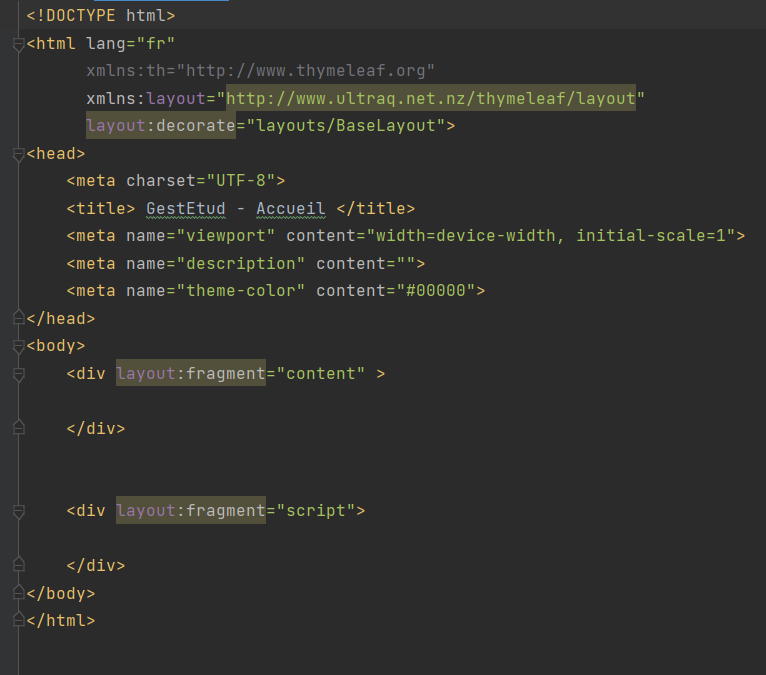 <!DOCTYPE html>
<html lang="fr"
      xmlns:th="http://www.thymeleaf.org"
      xmlns:layout="http://www.ultraq.net.nz/thymeleaf/layout"
      layout:decorate="layouts/BaseLayout">
<head>
    <meta charset="UTF-8">
    <title> GestEtud - Accueil </title>
    <meta name="viewport" content="width=device-width, initial-scale=1">
    <meta name="description" content="">
    <meta name="theme-color" content="#00000">
</head>
<body>
    <div layout:fragment="content" >
    </div>
    <div layout:fragment="script">
    </div>
</body>
</html>